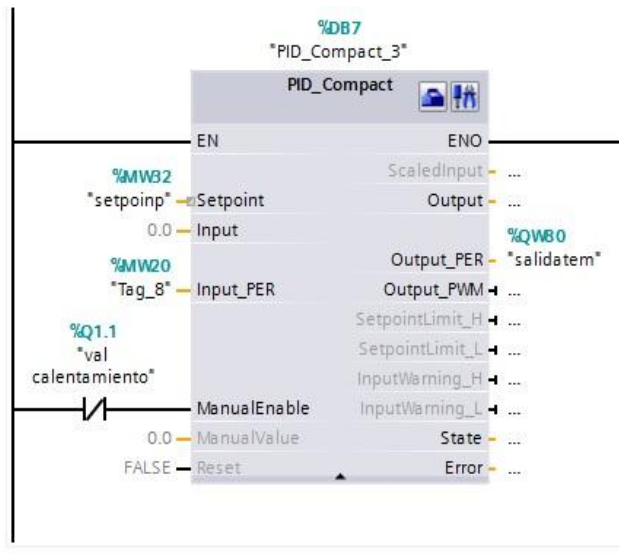 %DB7
"PID_Compact_3"
PID_Compact
EN ENO
ScaledInput ...
%MW32
"setpoinp" Setpoint Output ...
0.0 Input
%QW80
Output_PER "salidatem"
%MW20
"Tag_8" Input_PER Output_PWM ...
SetpointLimit_H ...
%Q1.1
"val
calentamiento"
SetpointLimit_L ...
InputWarning_H ...
ManualEnable InputWarning_L ...
0.0 ManualValue State ...
FALSE Reset Error ...